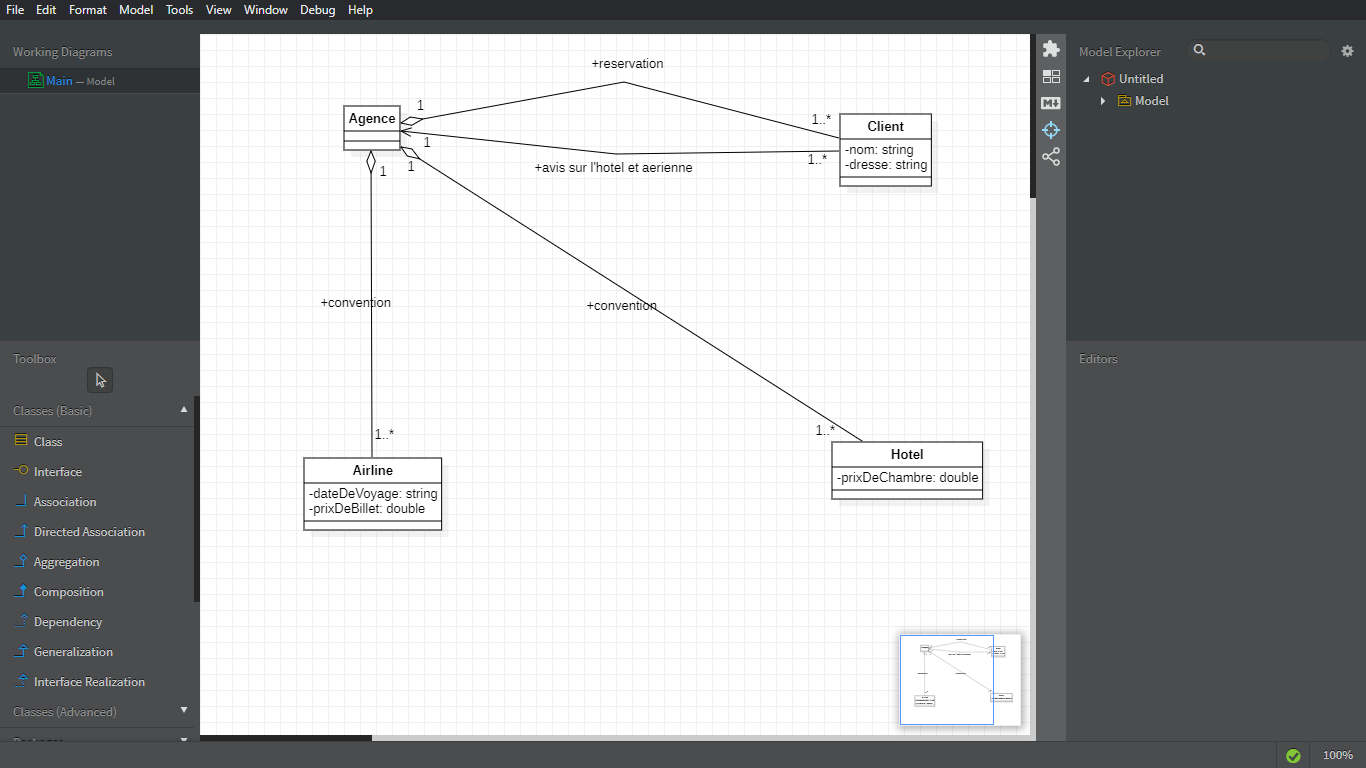 File Edit Format Model Tools View Window Debug Help
Working Diagrams
Main — Model
Toolbox
Classes (Basic)
Class
Interface
Association
Directed Association
Aggregation
Composition
Dependency
Generalization
Interface Realization
Classes (Advanced)
+reservation
Agence
1
1
1
1
1..*
1..*
Client
-nom: string
-dresse: string
+avis sur l'hotel et aerienne
+convention
+convention
1..*
1..*
Airline
-dateDeVoyage: string
-prixDeBillet: double
Hotel
-prixDeChambre: double
M↓
Model Explorer
Untitled
Model
Editors
100%